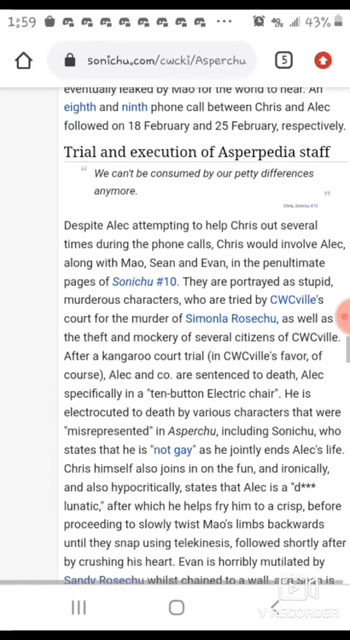 1:59 43%
sonichu.com/cwcki/Asperchu 5
eventually leaked by Mao for the world to hear. An
eighth and ninth phone call between Chris and Alec
followed on 18 February and 25 February, respectively.
Trial and execution of Asperpedia staff
“ We can't be consumed by our petty differences
anymore. ”
Chris, Sonichu #10
Despite Alec attempting to help Chris out several
times during the phone calls, Chris would involve Alec,
along with Mao, Sean and Evan, in the penultimate
pages of Sonichu #10. They are portrayed as stupid,
murderous characters, who are tried by CWCville's
court for the murder of Simonla Rosechu, as well as
the theft and mockery of several citizens of CWCville.
After a kangaroo court trial (in CWCville's favor, of
course), Alec and co. are sentenced to death, Alec
specifically in a "ten-button Electric chair". He is
electrocuted to death by various characters that were
"misrepresented" in Asperchu, including Sonichu, who
states that he is "not gay" as he jointly ends Alec's life.
Chris himself also joins in on the fun, and ironically,
and also hypocritically, states that Alec is a "d***
lunatic," after which he helps fry him to a crisp, before
proceeding to slowly twist Mao's limbs backwards
until they snap using telekinesis, followed shortly after
by crushing his heart. Evan is horribly mutilated by
Sandy Rosechu whilst chained to a wall, and Sean is
V RECORDER